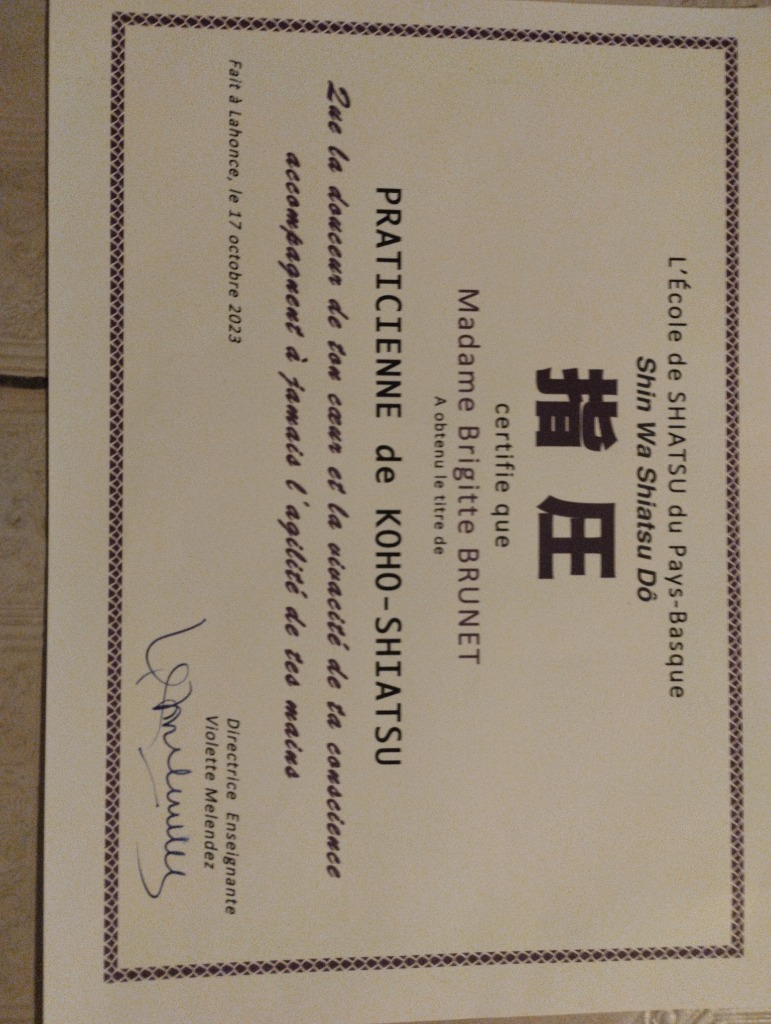 L'École de SHIATSU du Pays-Basque
Shin Wa Shiatsu Dô
指圧
certifie que
Madame Brigitte BRUNET
A obtenu le titre de
PRATICIENNE de KOHO-SHIATSU
Que la douceur de ton cœur et la vivacité de ta conscience
accompagnent à jamais l'agilité de tes mains
Fait à Lahonce, le 17 octobre 2023
Directrice Enseignante
Violette Melendez